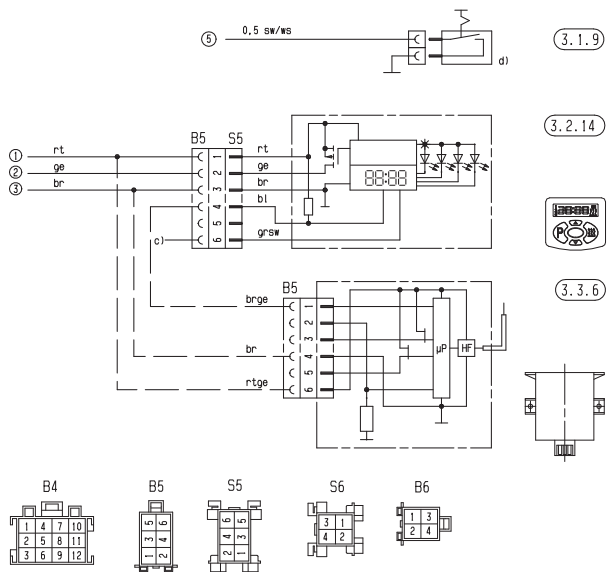 5 0,5 sw/ws d) 3.1.9
3.2.14
B5 S5
1 rt 1 rt
2 ge 2 ge
3 br 3 br
4 bl
5
c) 6 grsw
88:88
88:88
P
3.3.6
B5
brge 1
2
3
br 4
5
rtge 6
µP HF
B4 B5 S5 S6 B6
1 4 7 10
2 5 8 11
3 6 9 12
5 6
3 4
1 2
6 5
4 3
2 1
3 1
4 2
1 3
2 4